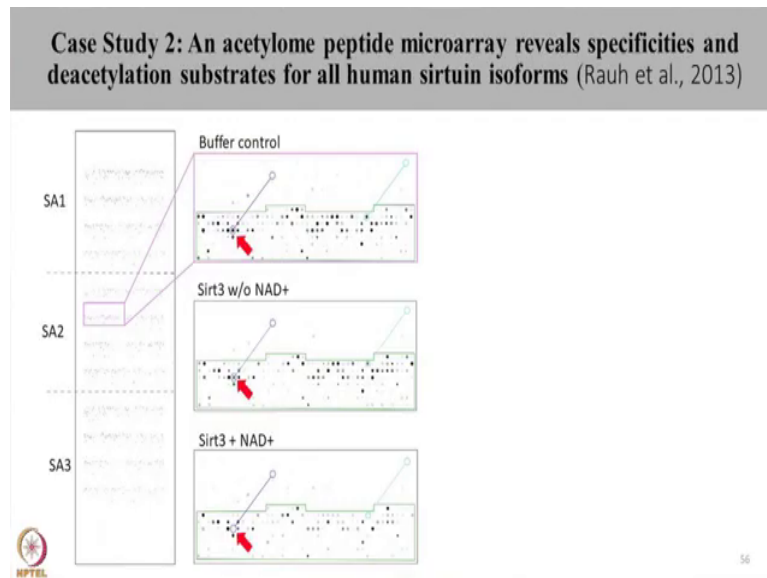 Case Study 2: An acetylome peptide microarray reveals specificities and
deacetylation substrates for all human sirtuin isoforms (Rauh et al., 2013)
Buffer control
SA1
Sirt3 w/o NAD+
SA2
Sirt3 + NAD+
SA3
NPTEL
56